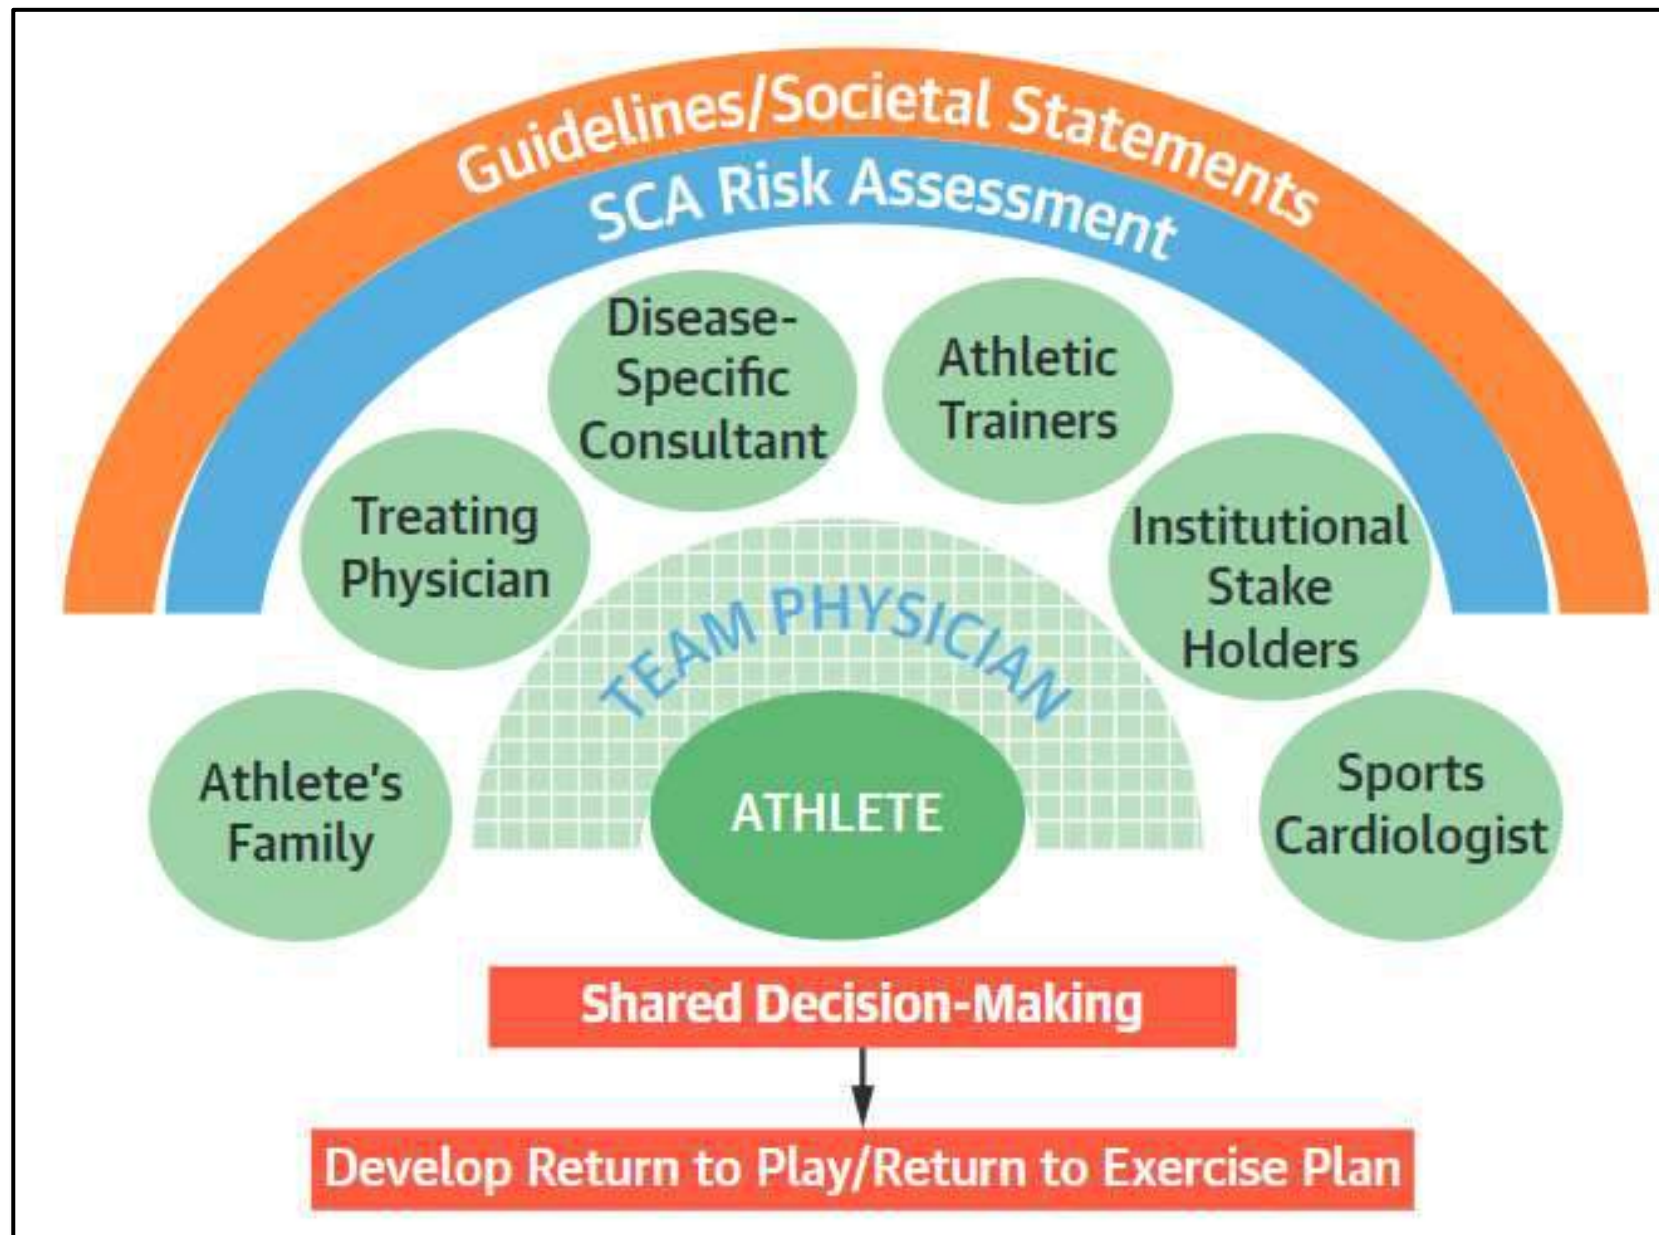 Guidelines/Societal Statements
SCA Risk Assessment
Disease-
Specific
Consultant
Athletic
Trainers
Treating
Physician
Institutional
Stake
Holders
TEAM PHYSICIAN
Athlete's
Family
ATHLETE
Sports
Cardiologist
Shared Decision-Making
Develop Return to Play/Return to Exercise Plan